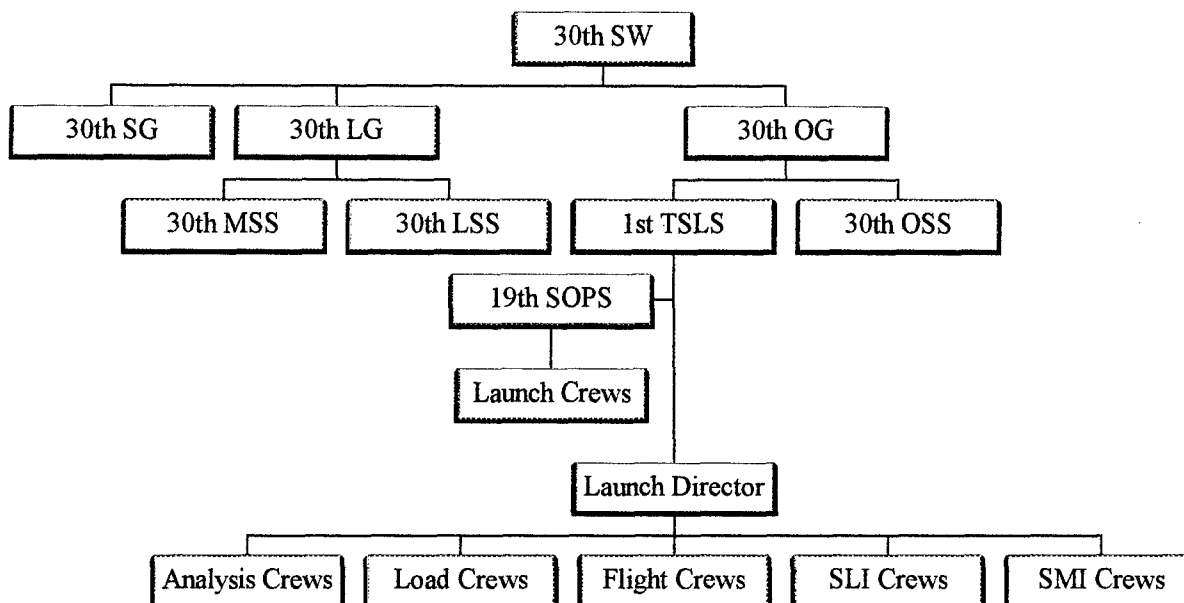 30th SW
30th SG
30th LG
30th OG
30th MSS
30th LSS
1st TSLS
30th OSS
19th SOPS
Launch Crews
Launch Director
Analysis Crews
Load Crews
Flight Crews
SLI Crews
SMI Crews